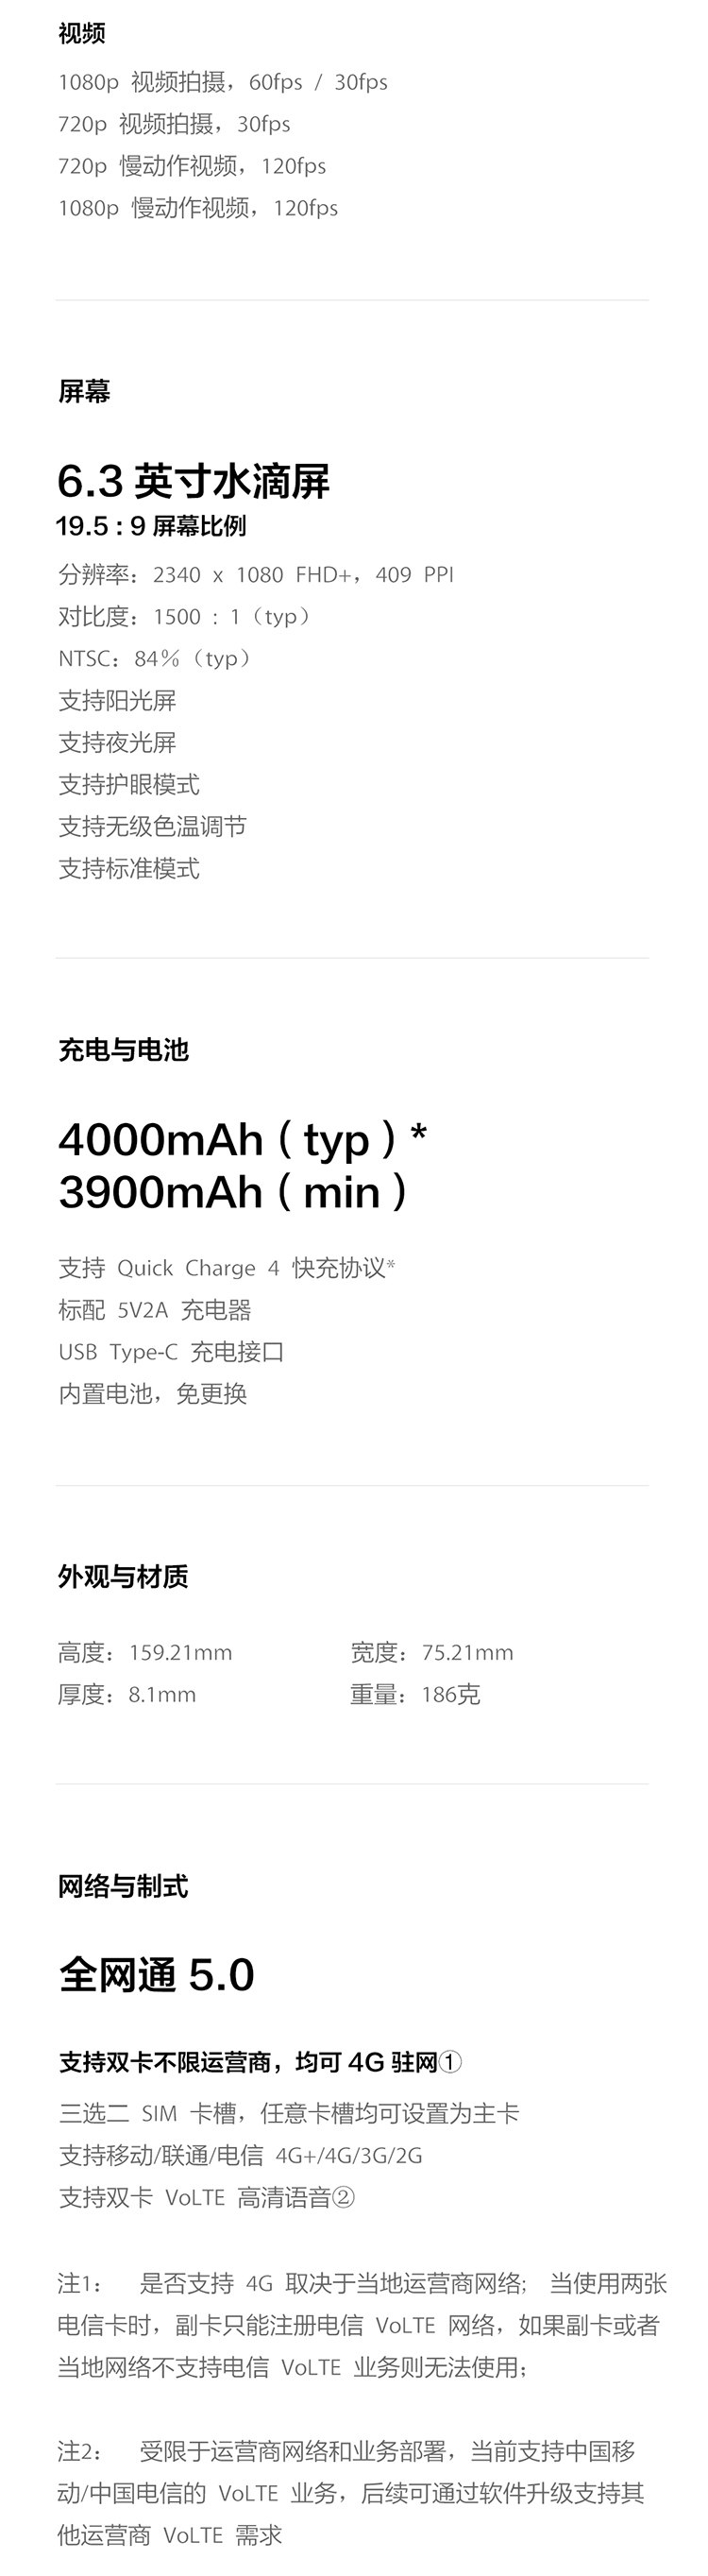 视频
1080p 视频拍摄，60fps / 30fps
720p 视频拍摄，30fps
720p 慢动作视频，120fps
1080p 慢动作视频，120fps
屏幕
6.3 英寸水滴屏
19.5 : 9 屏幕比例
分辨率：2340 x 1080 FHD+，409 PPI
对比度：1500 : 1（typ）
NTSC：84%（typ）
支持阳光屏
支持夜光屏
支持护眼模式
支持无级色温调节
支持标准模式
充电与电池
4000mAh（typ）*
3900mAh（min）
支持 Quick Charge 4 快充协议*
标配 5V2A 充电器
USB Type-C 充电接口
内置电池，免更换
外观与材质
高度：159.21mm 宽度：75.21mm
厚度：8.1mm 重量：186克
网络与制式
全网通 5.0
支持双卡不限运营商，均可 4G 驻网①
三选二 SIM 卡槽，任意卡槽均可设置为主卡
支持移动/联通/电信 4G+/4G/3G/2G
支持双卡 VoLTE 高清语音②
注1： 是否支持 4G 取决于当地运营商网络; 当使用两张
电信卡时，副卡只能注册电信 VoLTE 网络，如果副卡或者
当地网络不支持电信 VoLTE 业务则无法使用；
注2： 受限于运营商网络和业务部署，当前支持中国移
动/中国电信的 VoLTE 业务，后续可通过软件升级支持其
他运营商 VoLTE 需求